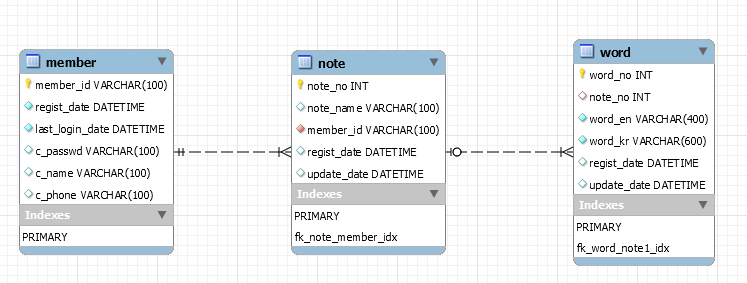 member
member_id VARCHAR(100)
regist_date DATETIME
last_login_date DATETIME
c_passwd VARCHAR(100)
c_name VARCHAR(100)
c_phone VARCHAR(100)
Indexes
PRIMARY
note
note_no INT
note_name VARCHAR(100)
member_id VARCHAR(100)
regist_date DATETIME
update_date DATETIME
Indexes
PRIMARY
fk_note_member_idx
word
word_no INT
note_no INT
word_en VARCHAR(400)
word_kr VARCHAR(600)
regist_date DATETIME
update_date DATETIME
Indexes
PRIMARY
fk_word_note1_idx